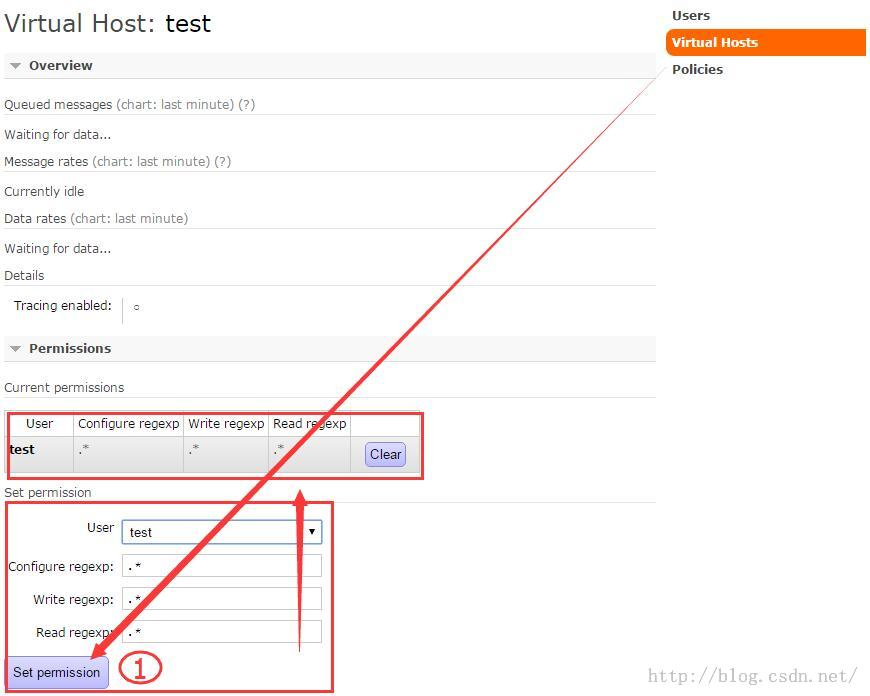 Virtual Host: test
Users
Virtual Hosts
Policies
Overview
Queued messages (chart: last minute) (?)
Waiting for data...
Message rates (chart: last minute) (?)
Currently idle
Data rates (chart: last minute)
Waiting for data...
Details
Tracing enabled: ○
Permissions
Current permissions
User Configure regexp Write regexp Read regexp
test .* .* .* Clear
Set permission
User test
Configure regexp: .*
Write regexp: .*
Read regexp: .*
Set permission 1
http://blog.csdn.net/